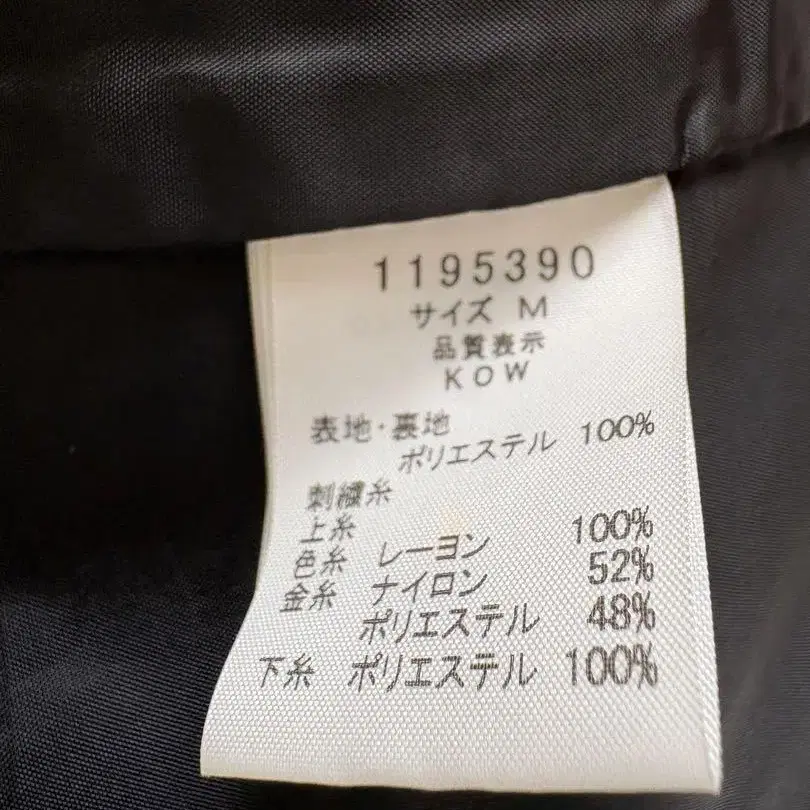 1195390
サイズ M
品質表示
KOW
表地・裏地
ポリエステル 100%
刺繍糸
上糸
色糸 レーヨン 100%
金糸 ナイロン 52%
ポリエステル 48%
下糸 ポリエステル 100%